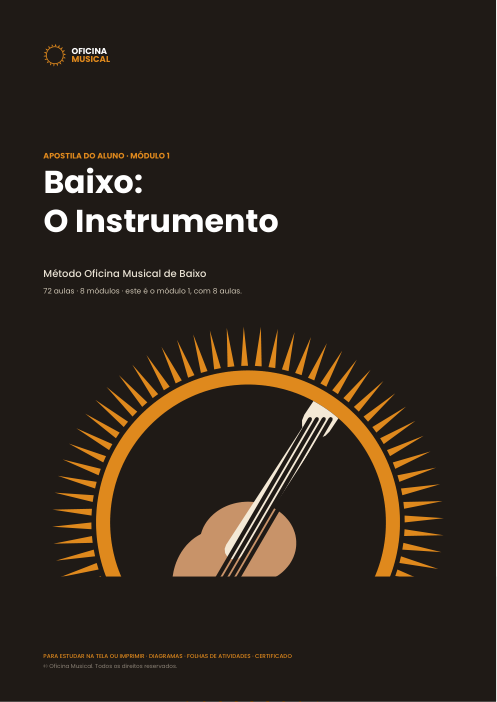 OFICINA
MUSICAL
APOSTILA DO ALUNO · MÓDULO 1
Baixo:
O Instrumento
Método Oficina Musical de Baixo
72 aulas · 8 módulos · este é o módulo 1, com 8 aulas.
PARA ESTUDAR NA TELA OU IMPRIMIR · DIAGRAMAS · FOLHAS DE ATIVIDADES · CERTIFICADO
© Oficina Musical. Todos os direitos reservados.